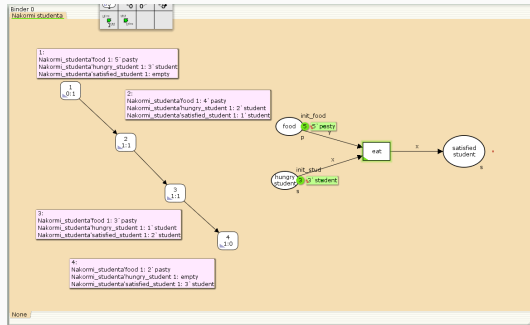 Binder 0
Nakormi studenta
1:
Nakormi_studenta'food 1: 5`pasty
Nakormi_studenta'hungry_student 1: 3`student
Nakormi_studenta'satisfied_student 1: empty
1
0:1
2:
Nakormi_studenta'food 1: 4`pasty
Nakormi_studenta'hungry_student 1: 2`student
Nakormi_studenta'satisfied_student 1: 1`student
2
1:1
init_food
food
5
5`pasty
p
y
eat
x
satisfied
student
s
x
init_stud
hungry
student
3
3`student
s
3
1:1
3:
Nakormi_studenta'food 1: 3`pasty
Nakormi_studenta'hungry_student 1: 1`student
Nakormi_studenta'satisfied_student 1: 2`student
4
1:0
4:
Nakormi_studenta'food 1: 2`pasty
Nakormi_studenta'hungry_student 1: empty
Nakormi_studenta'satisfied_student 1: 3`student
None